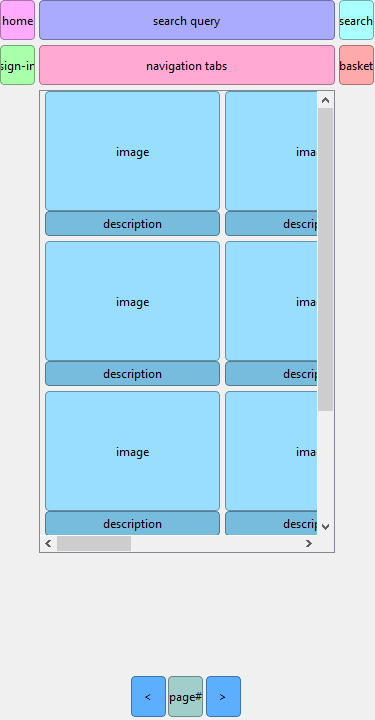 home
search query
search
sign-in
navigation tabs
basket
image
ima
description
descrip
image
ima
description
descrip
image
ima
description
descrip
<
page#
>